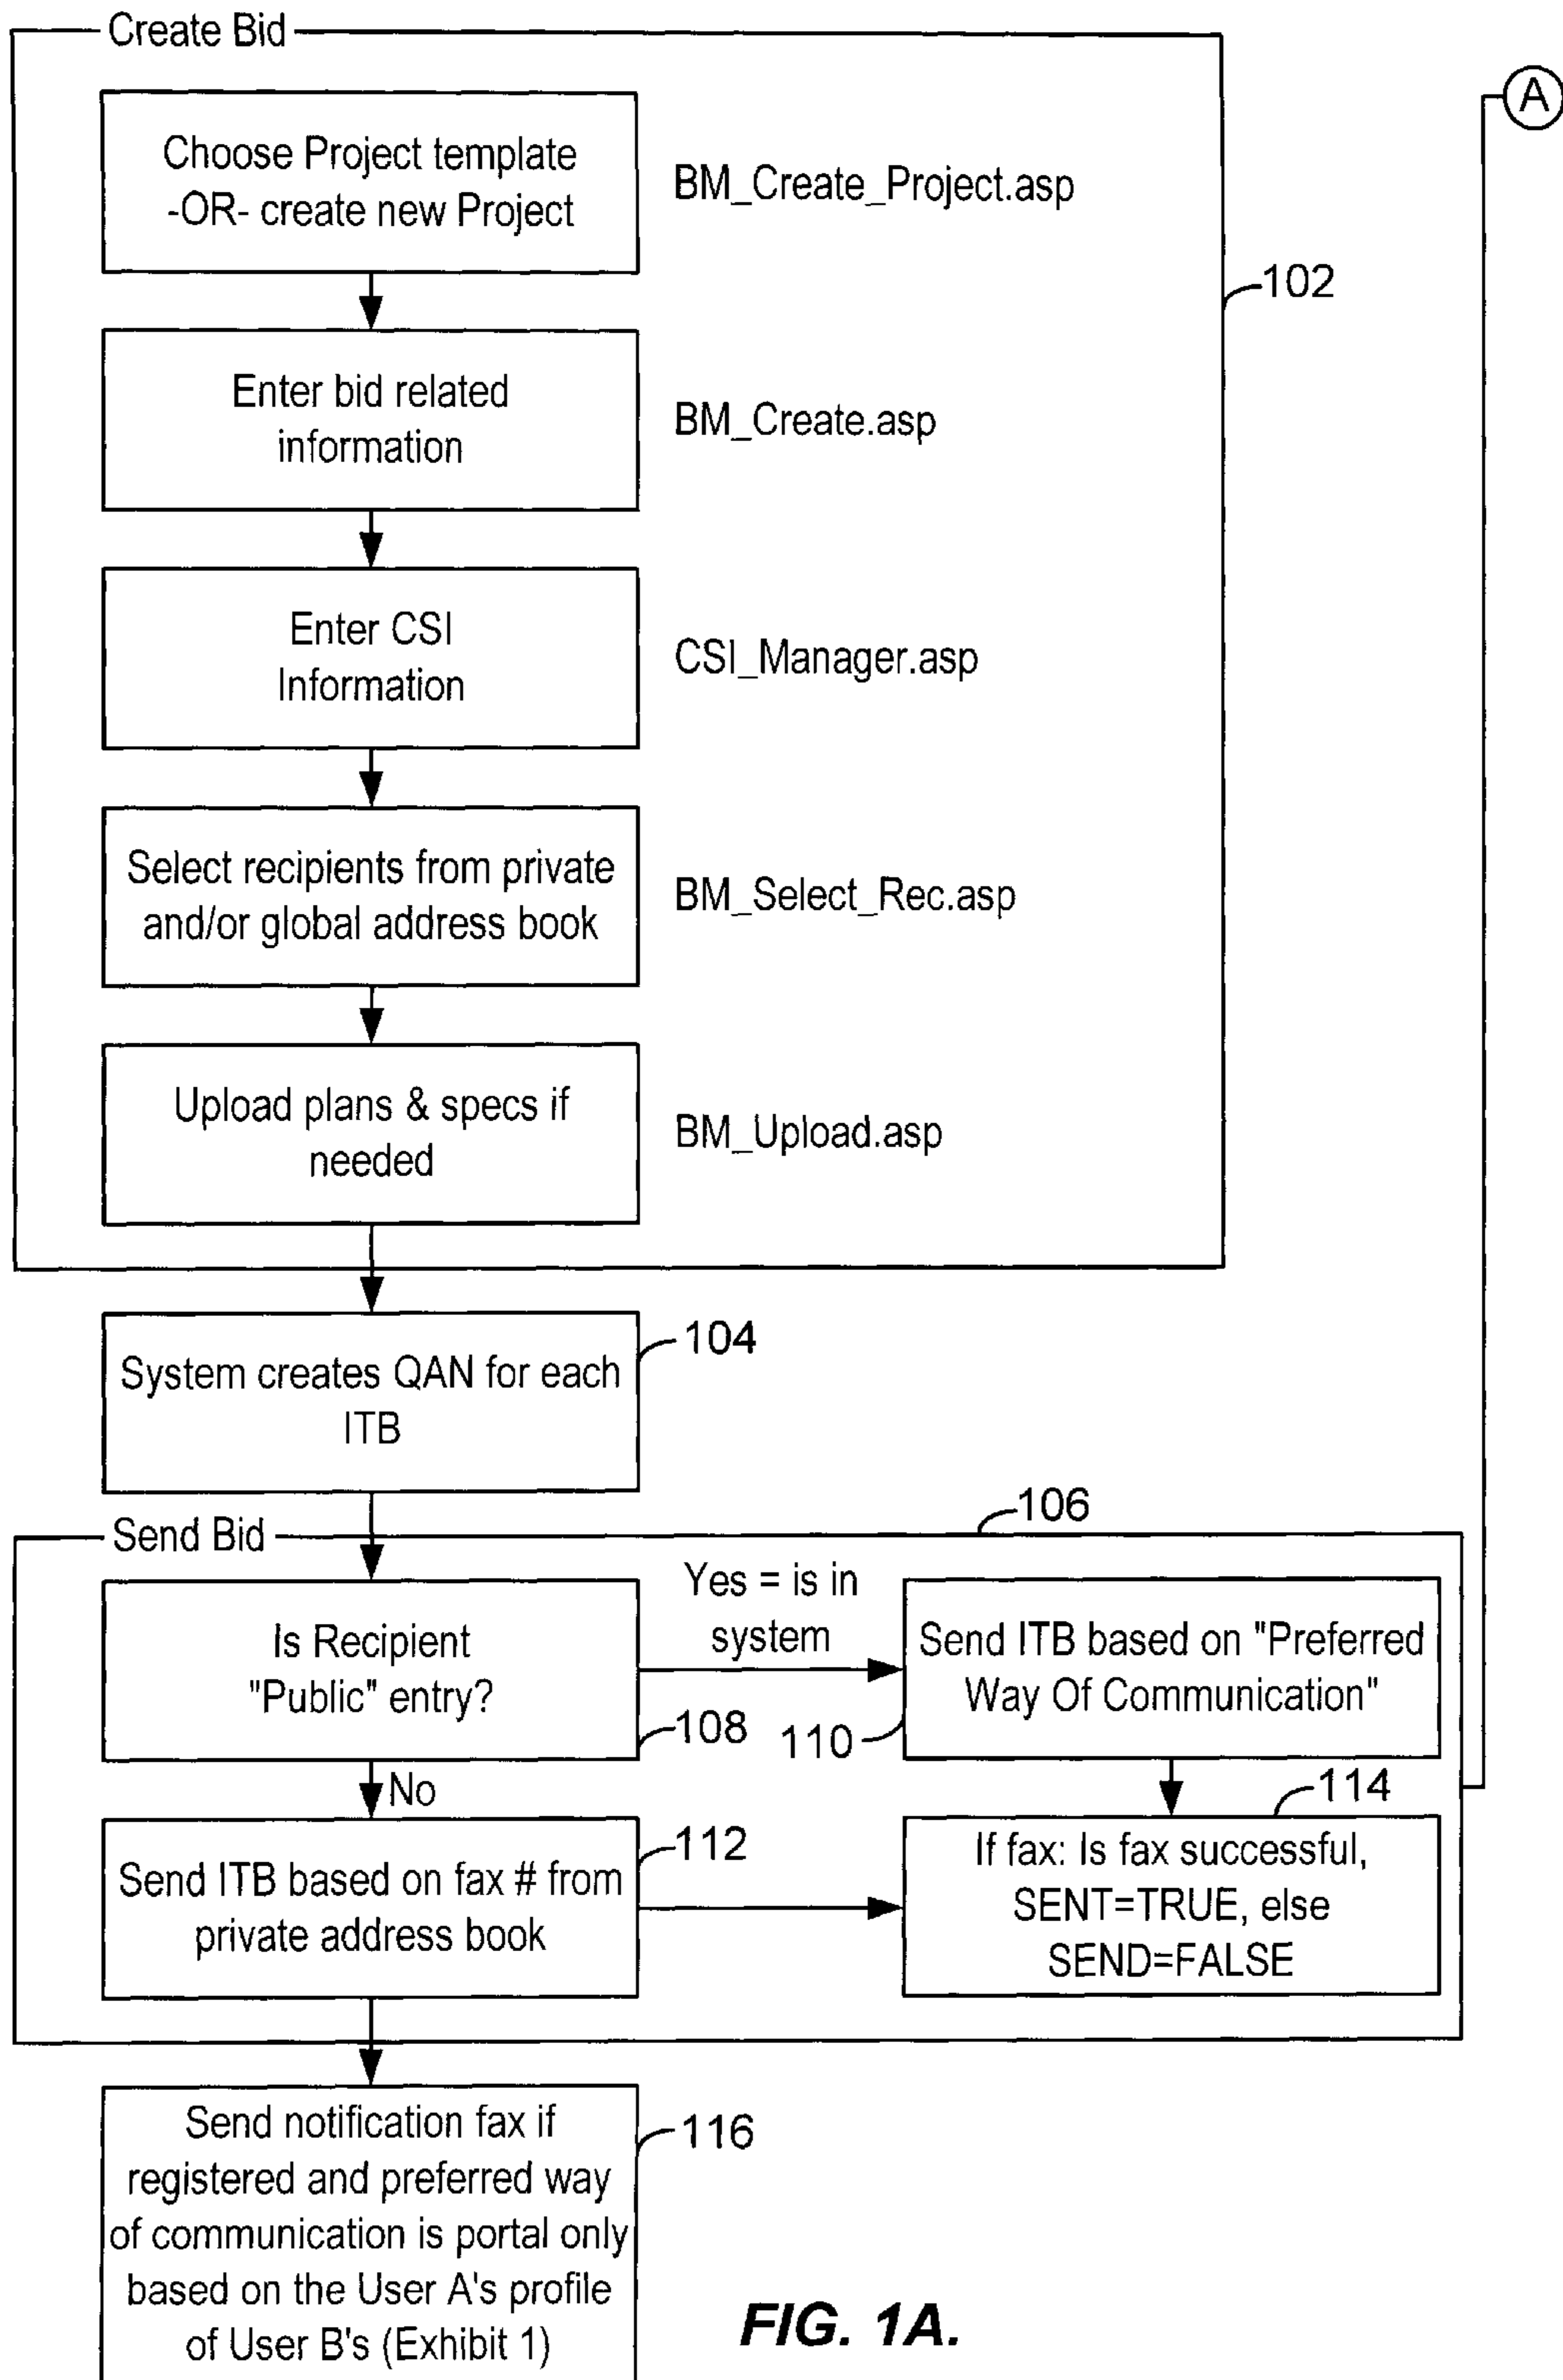 Create Bid
A
Choose Project template
-OR- create new Project
BM_Create_Project.asp
102
Enter bid related
information
BM_Create.asp
Enter CSI
Information
CSI_Manager.asp
Select recipients from private
and/or global address book
BM_Select_Rec.asp
Upload plans & specs if
needed
BM_Upload.asp
System creates QAN for each
ITB
104
Send Bid
106
Is Recipient
"Public" entry?
108
Yes = is in
system
Send ITB based on "Preferred
Way Of Communication"
110
No
Send ITB based on fax # from
private address book
112
114
If fax: Is fax successful,
SENT=TRUE, else
SEND=FALSE
Send notification fax if
registered and preferred way
of communication is portal only
based on the User A's profile
of User B's (Exhibit 1)
116
FIG. 1A.